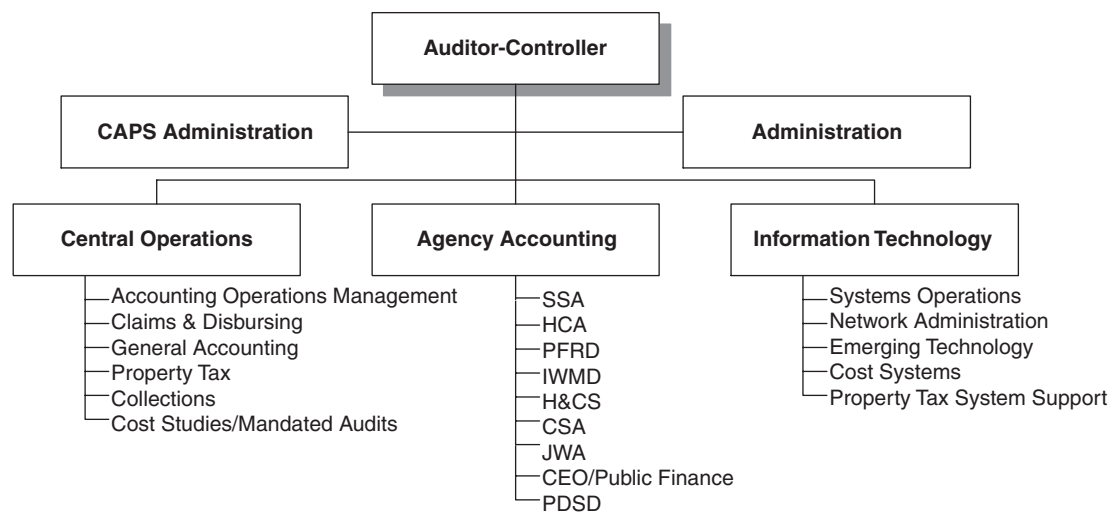 Auditor-Controller
CAPS Administration
Administration
Central Operations
Agency Accounting
Information Technology
Accounting Operations Management
Claims & Disbursing
General Accounting
Property Tax
Collections
Cost Studies/Mandated Audits
SSA
HCA
PFRD
IWMD
H&CS
CSA
JWA
CEO/Public Finance
PDSD
Systems Operations
Network Administration
Emerging Technology
Cost Systems
Property Tax System Support